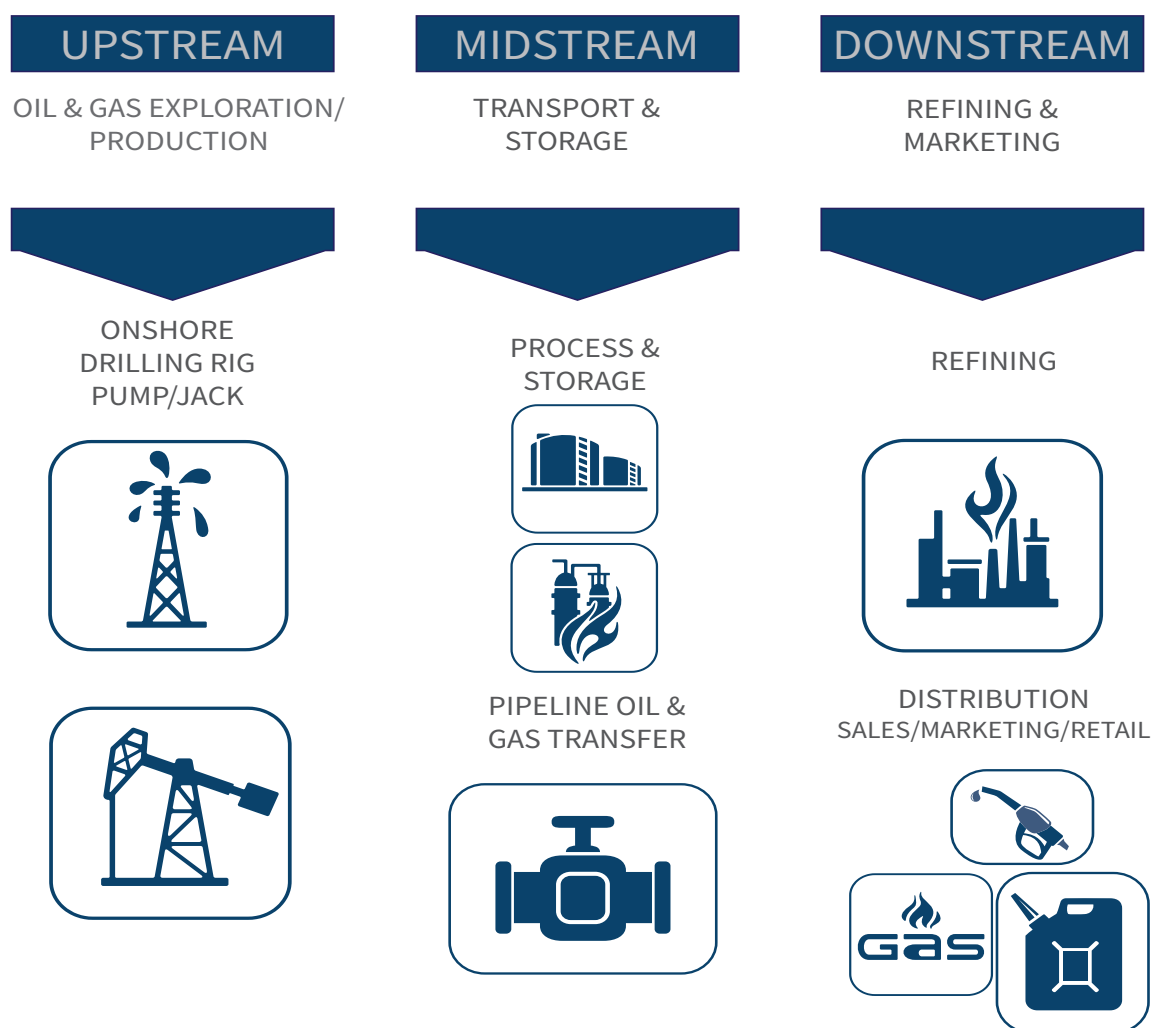 UPSTREAM
OIL & GAS EXPLORATION/
PRODUCTION
ONSHORE
DRILLING RIG
PUMP/JACK
MIDSTREAM
TRANSPORT &
STORAGE
PROCESS &
STORAGE
PIPELINE OIL &
GAS TRANSFER
DOWNSTREAM
REFINING &
MARKETING
REFINING
DISTRIBUTION
SALES/MARKETING/RETAIL
Gas